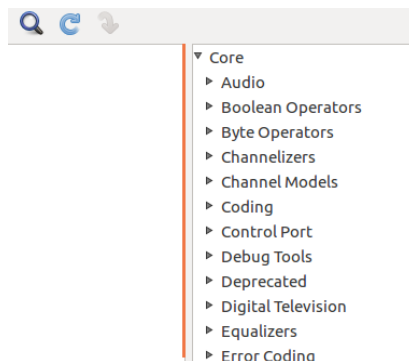 Core
Audio
Boolean Operators
Byte Operators
Channelizers
Channel Models
Coding
Control Port
Debug Tools
Deprecated
Digital Television
Equalizers
Error Coding